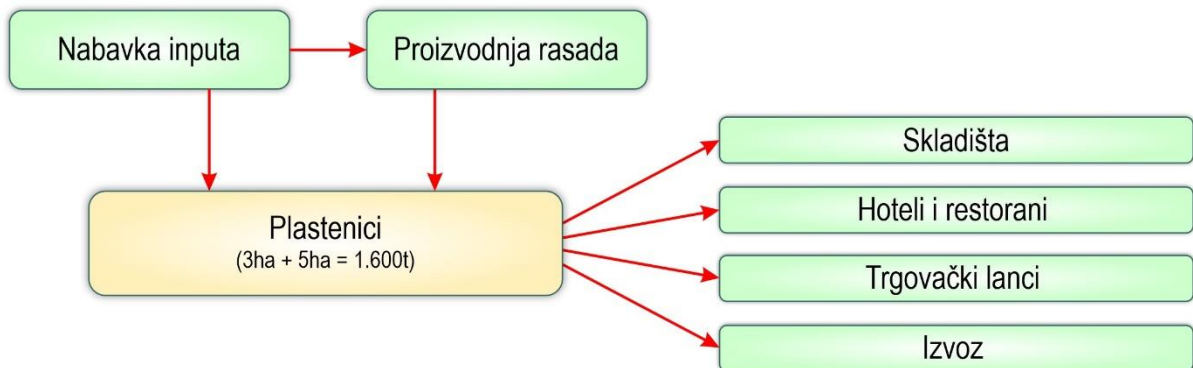 Nabavka inputa
Proizvodnja rasada
Plastenici
(3ha + 5ha = 1.600t)
Skladišta
Hoteli i restorani
Trgovački lanci
Izvoz